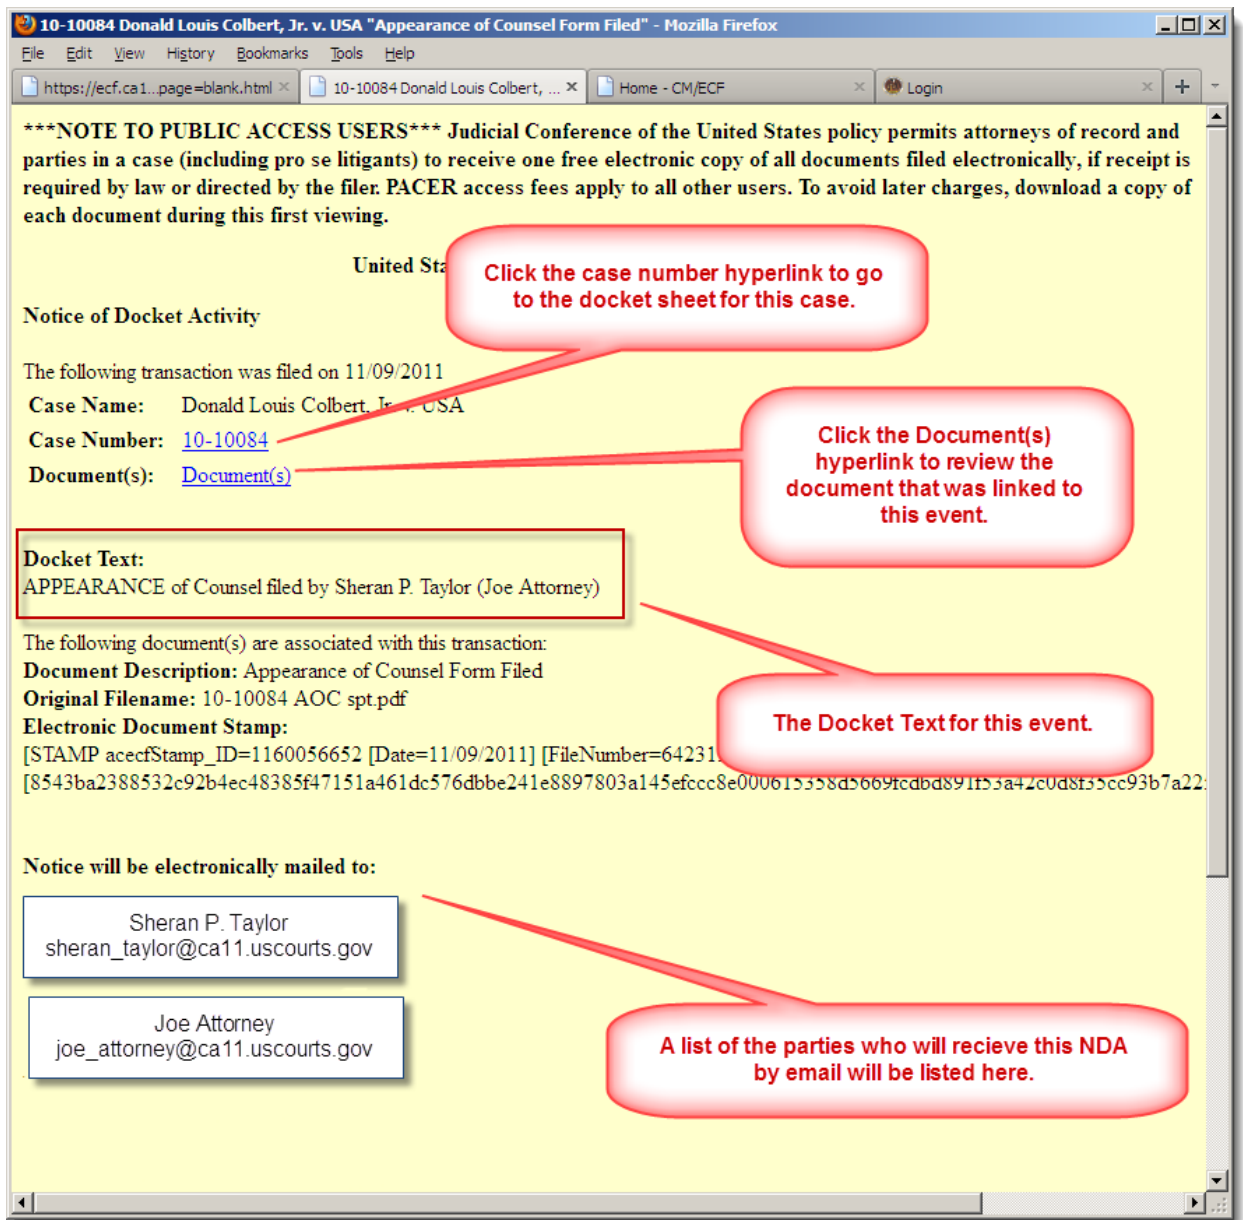 10-10084 Donald Louis Colbert, Jr. v. USA "Appearance of Counsel Form Filed" - Mozilla Firefox
File Edit View History Bookmarks Tools Help
https://ecf.ca1...page=blank.html
10-10084 Donald Louis Colbert, ...
Home - CM/ECF
Login
***NOTE TO PUBLIC ACCESS USERS*** Judicial Conference of the United States policy permits attorneys of record and
parties in a case (including pro se litigants) to receive one free electronic copy of all documents filed electronically, if receipt is
required by law or directed by the filer. PACER access fees apply to all other users. To avoid later charges, download a copy of
each document during this first viewing.
United Sta
Click the case number hyperlink to go
to the docket sheet for this case.
Notice of Docket Activity
The following transaction was filed on 11/09/2011
Case Name: Donald Louis Colbert, Jr. v. USA
Case Number: 10-10084
Document(s): Document(s)
Click the Document(s)
hyperlink to review the
document that was linked to
this event.
Docket Text:
APPEARANCE of Counsel filed by Sheran P. Taylor (Joe Attorney)
The following document(s) are associated with this transaction:
Document Description: Appearance of Counsel Form Filed
Original Filename: 10-10084 AOC spt.pdf
Electronic Document Stamp:
[STAMP acecfStamp_ID=1160056652 [Date=11/09/2011] [FileNumber=64231
[8543ba2388532c92b4ec48385f47151a461dc576dbbe241e8897803a145efccc8e000615358d5669fcdbd891f53a42c0d8f35cc93b7a22
The Docket Text for this event.
Notice will be electronically mailed to:
Sheran P. Taylor
sheran_taylor@ca11.uscourts.gov
Joe Attorney
joe_attorney@ca11.uscourts.gov
A list of the parties who will recieve this NDA
by email will be listed here.